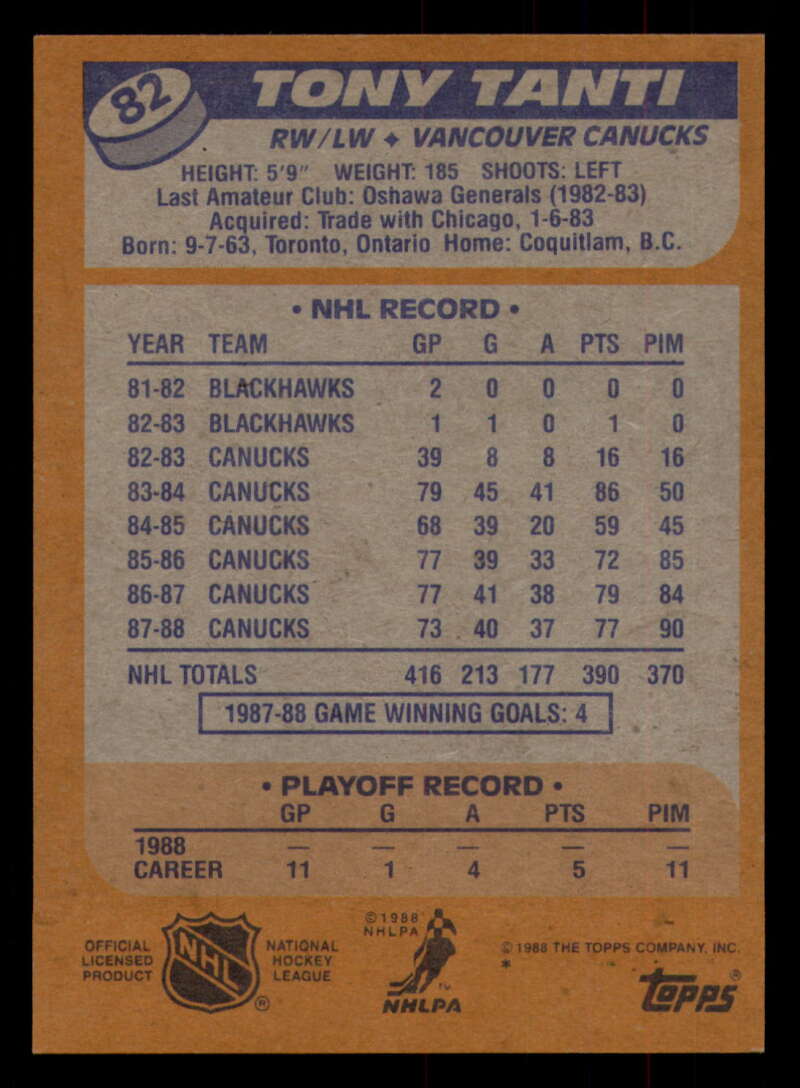 82 TONY TANTI
RW/LW ♦ VANCOUVER CANUCKS
HEIGHT: 5'9" WEIGHT: 185 SHOOTS: LEFT
Last Amateur Club: Oshawa Generals (1982-83)
Acquired: Trade with Chicago, 1-6-83
Born: 9-7-63, Toronto, Ontario Home: Coquitlam, B.C.
• NHL RECORD •
YEAR TEAM GP G A PTS PIM
81-82 BLACKHAWKS 2 0 0 0 0
82-83 BLACKHAWKS 1 1 0 1 0
82-83 CANUCKS 39 8 8 16 16
83-84 CANUCKS 79 45 41 86 50
84-85 CANUCKS 68 39 20 59 45
85-86 CANUCKS 77 39 33 72 85
86-87 CANUCKS 77 41 38 79 84
87-88 CANUCKS 73 40 37 77 90
NHL TOTALS 416 213 177 390 370
1987-88 GAME WINNING GOALS: 4
• PLAYOFF RECORD •
GP G A PTS PIM
1988 — — — — —
CAREER 11 1 4 5 11
OFFICIAL
LICENSED
PRODUCT
NHL ®
NATIONAL
HOCKEY
LEAGUE
©1988
NHLPA
TM
NHLPA
© 1988 THE TOPPS COMPANY, INC.
*
topps®